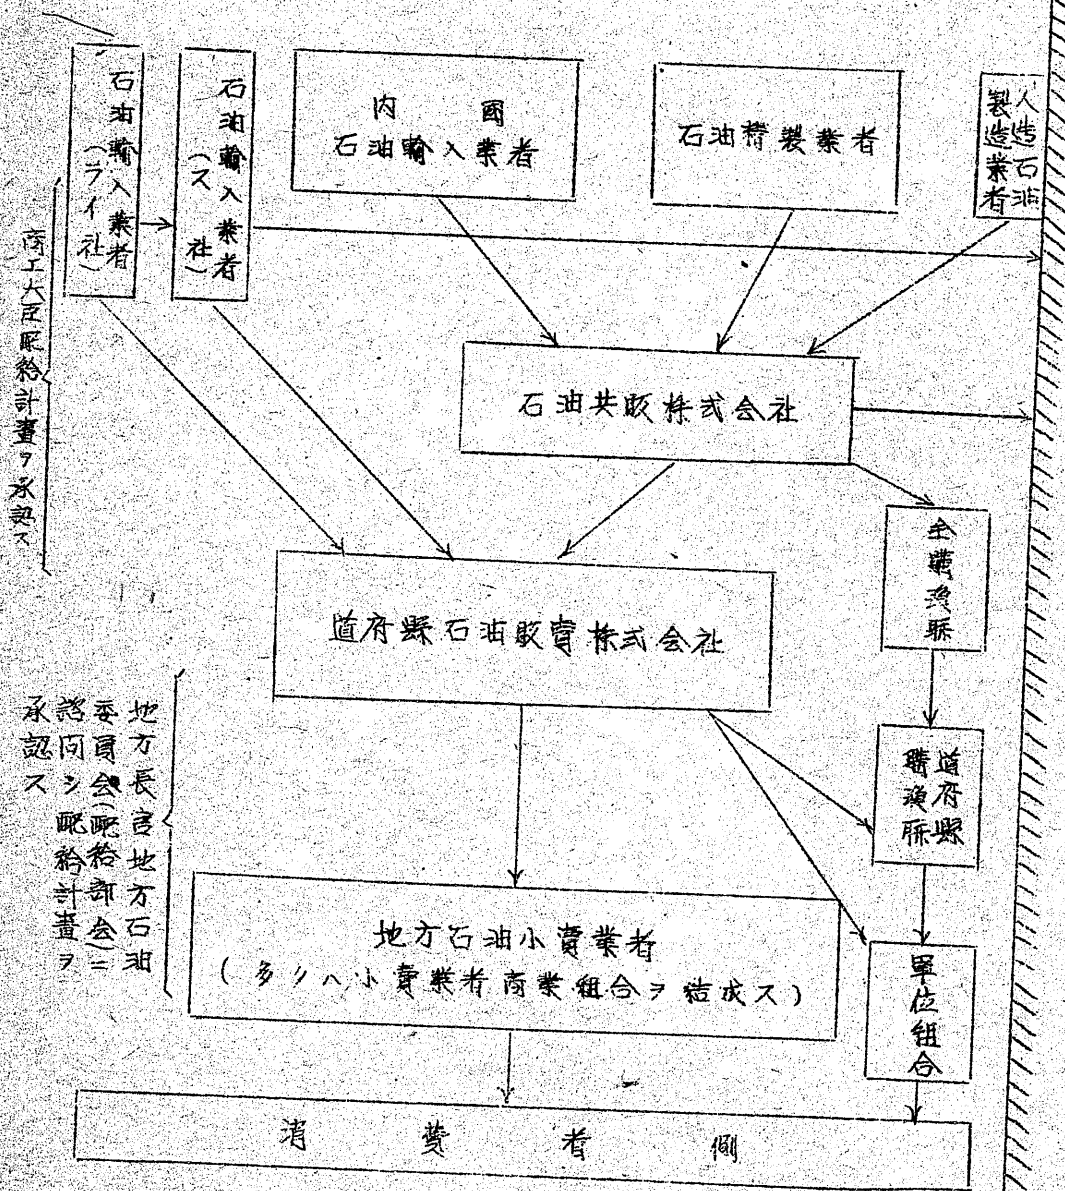 石油輸入業者
(ライ社)
石油輸入業者
(ス社)
内國
石油輸入業者
石油精製業者
人造石油
製造業者
商工大臣配給計畫ヲ承認ス
石油共販株式会社
全購漁聯
道府縣石油販賣株式会社
道府縣
購漁聯
地方長官地方石油
委員会(配給部会)ニ
諮問シ配給計畫ヲ
承認ス
地方石油小賣業者
(多クハ小賣業者商業組合ヲ結成ス)
單位組合
消費者側